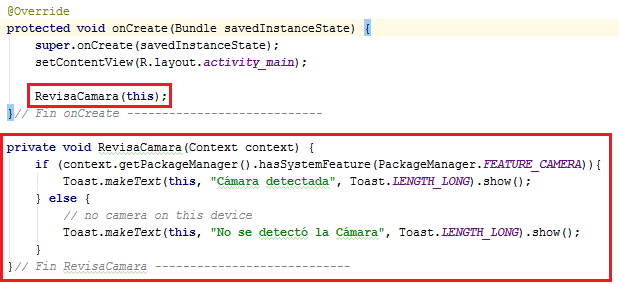 @Override
protected void onCreate(Bundle savedInstanceState) {
    super.onCreate(savedInstanceState);
    setContentView(R.layout.activity_main);

    RevisaCamara(this);
}// Fin onCreate ----------------------------

private void RevisaCamara(Context context) {
    if (context.getPackageManager().hasSystemFeature(PackageManager.FEATURE_CAMERA)){
        Toast.makeText(this, "Cámara detectada", Toast.LENGTH_LONG).show();
    } else {
        // no camera on this device
        Toast.makeText(this, "No se detectó la Cámara", Toast.LENGTH_LONG).show();
    }
}// Fin RevisaCamara ----------------------------